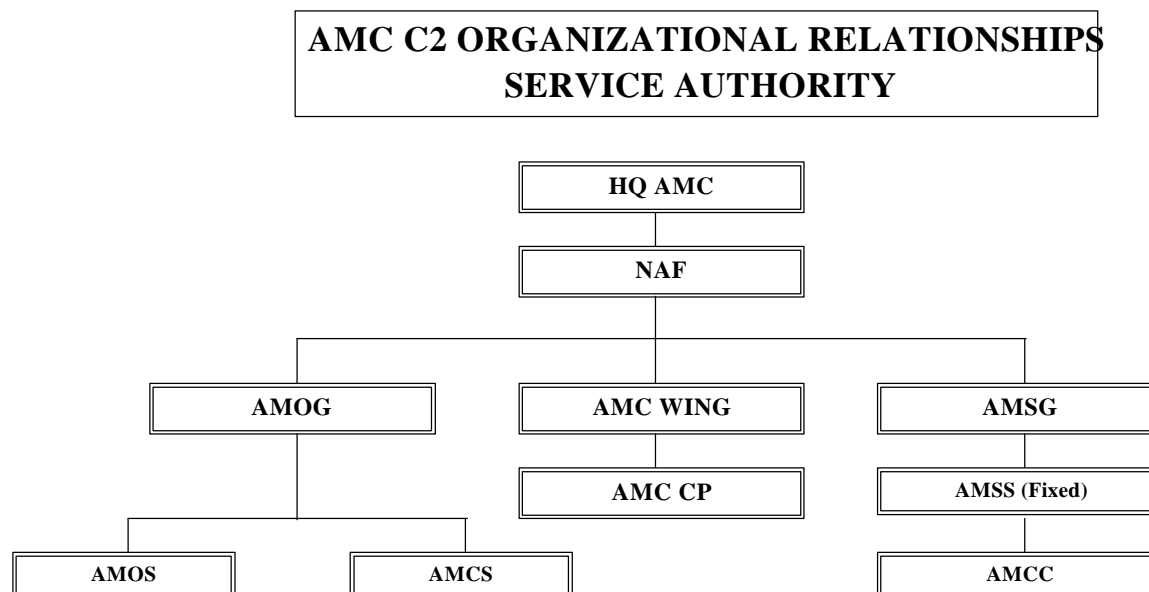 AMC C2 ORGANIZATIONAL RELATIONSHIPS
SERVICE AUTHORITY
HQ AMC
NAF
AMOG
AMC WING
AMSG
AMC CP
AMSS (Fixed)
AMOS
AMCS
AMCC